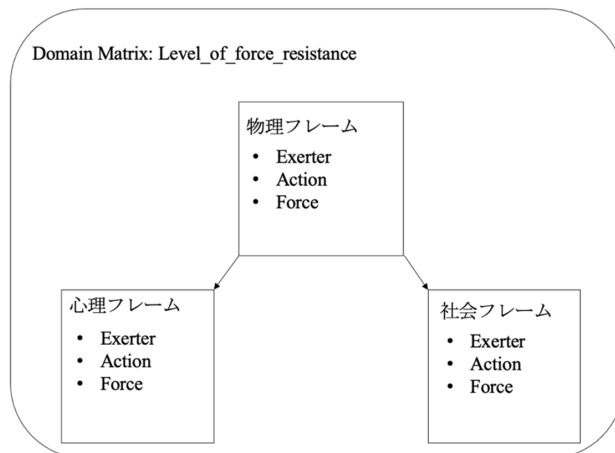 Domain Matrix: Level_of_force_resistance
物理フレーム
• Exerter
• Action
• Force
心理フレーム
• Exerter
• Action
• Force
社会フレーム
• Exerter
• Action
• Force